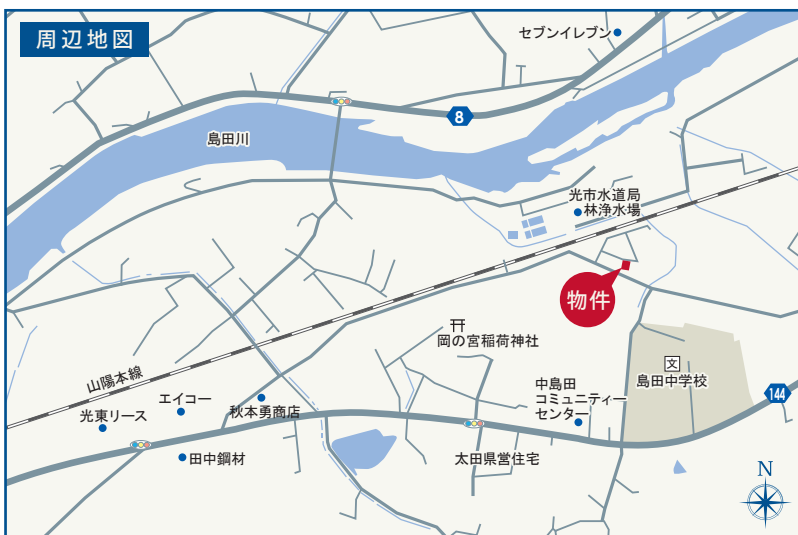 周辺地図
セブンイレブン
8
島田川
光市水道局
林浄水場
物件
岡の宮稲荷神社
山陽本線
文
島田中学校
中島田
コミュニティー
センター
144
エイコー
秋本勇商店
光東リース
田中鋼材
太田県営住宅
N